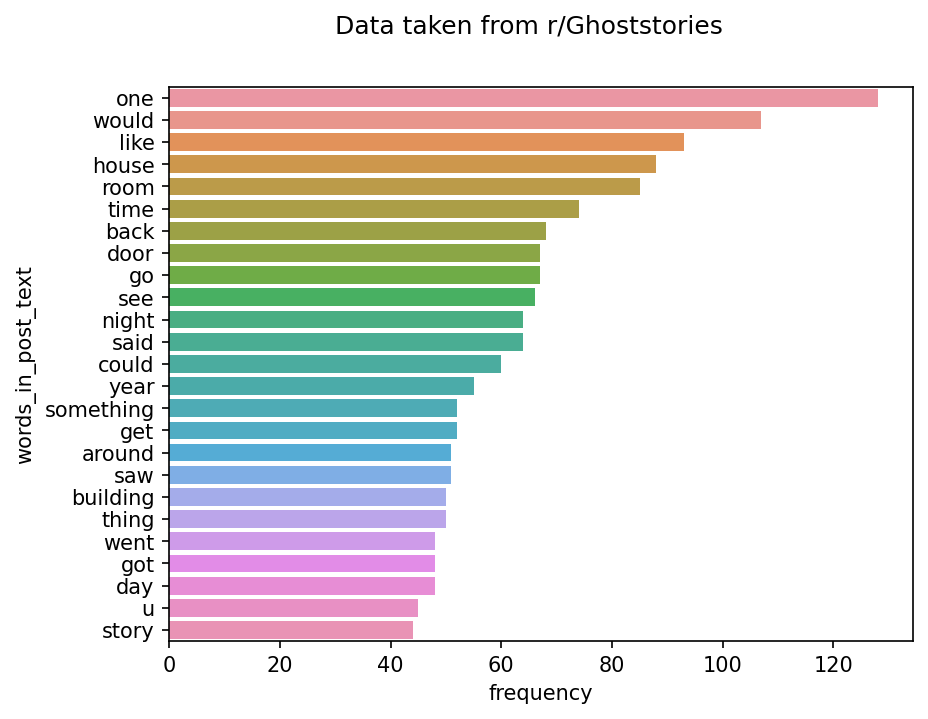 Data taken from r/Ghoststories
one
would
like
house
room
time
back
door
go
see
night
said
could
year
something
get
around
saw
building
thing
went
got
day
u
story
words_in_post_text
0 20 40 60 80 100 120
frequency